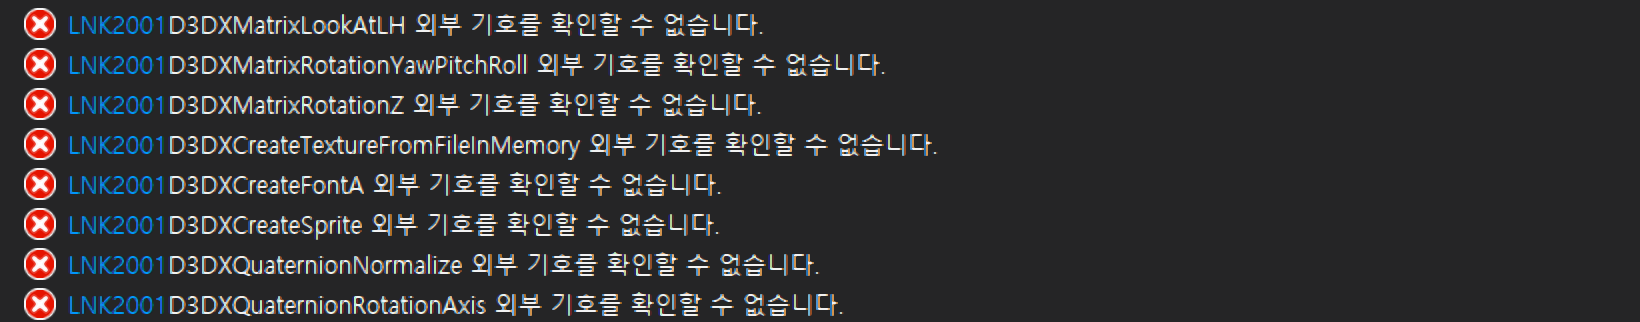 LNK2001 D3DXMatrixLookAtLH 외부 기호를 확인할 수 없습니다.
LNK2001 D3DXMatrixRotationYawPitchRoll 외부 기호를 확인할 수 없습니다.
LNK2001 D3DXMatrixRotationZ 외부 기호를 확인할 수 없습니다.
LNK2001 D3DXCreateTextureFromFileInMemory 외부 기호를 확인할 수 없습니다.
LNK2001 D3DXCreateFontA 외부 기호를 확인할 수 없습니다.
LNK2001 D3DXCreateSprite 외부 기호를 확인할 수 없습니다.
LNK2001 D3DXQuaternionNormalize 외부 기호를 확인할 수 없습니다.
LNK2001 D3DXQuaternionRotationAxis 외부 기호를 확인할 수 없습니다.